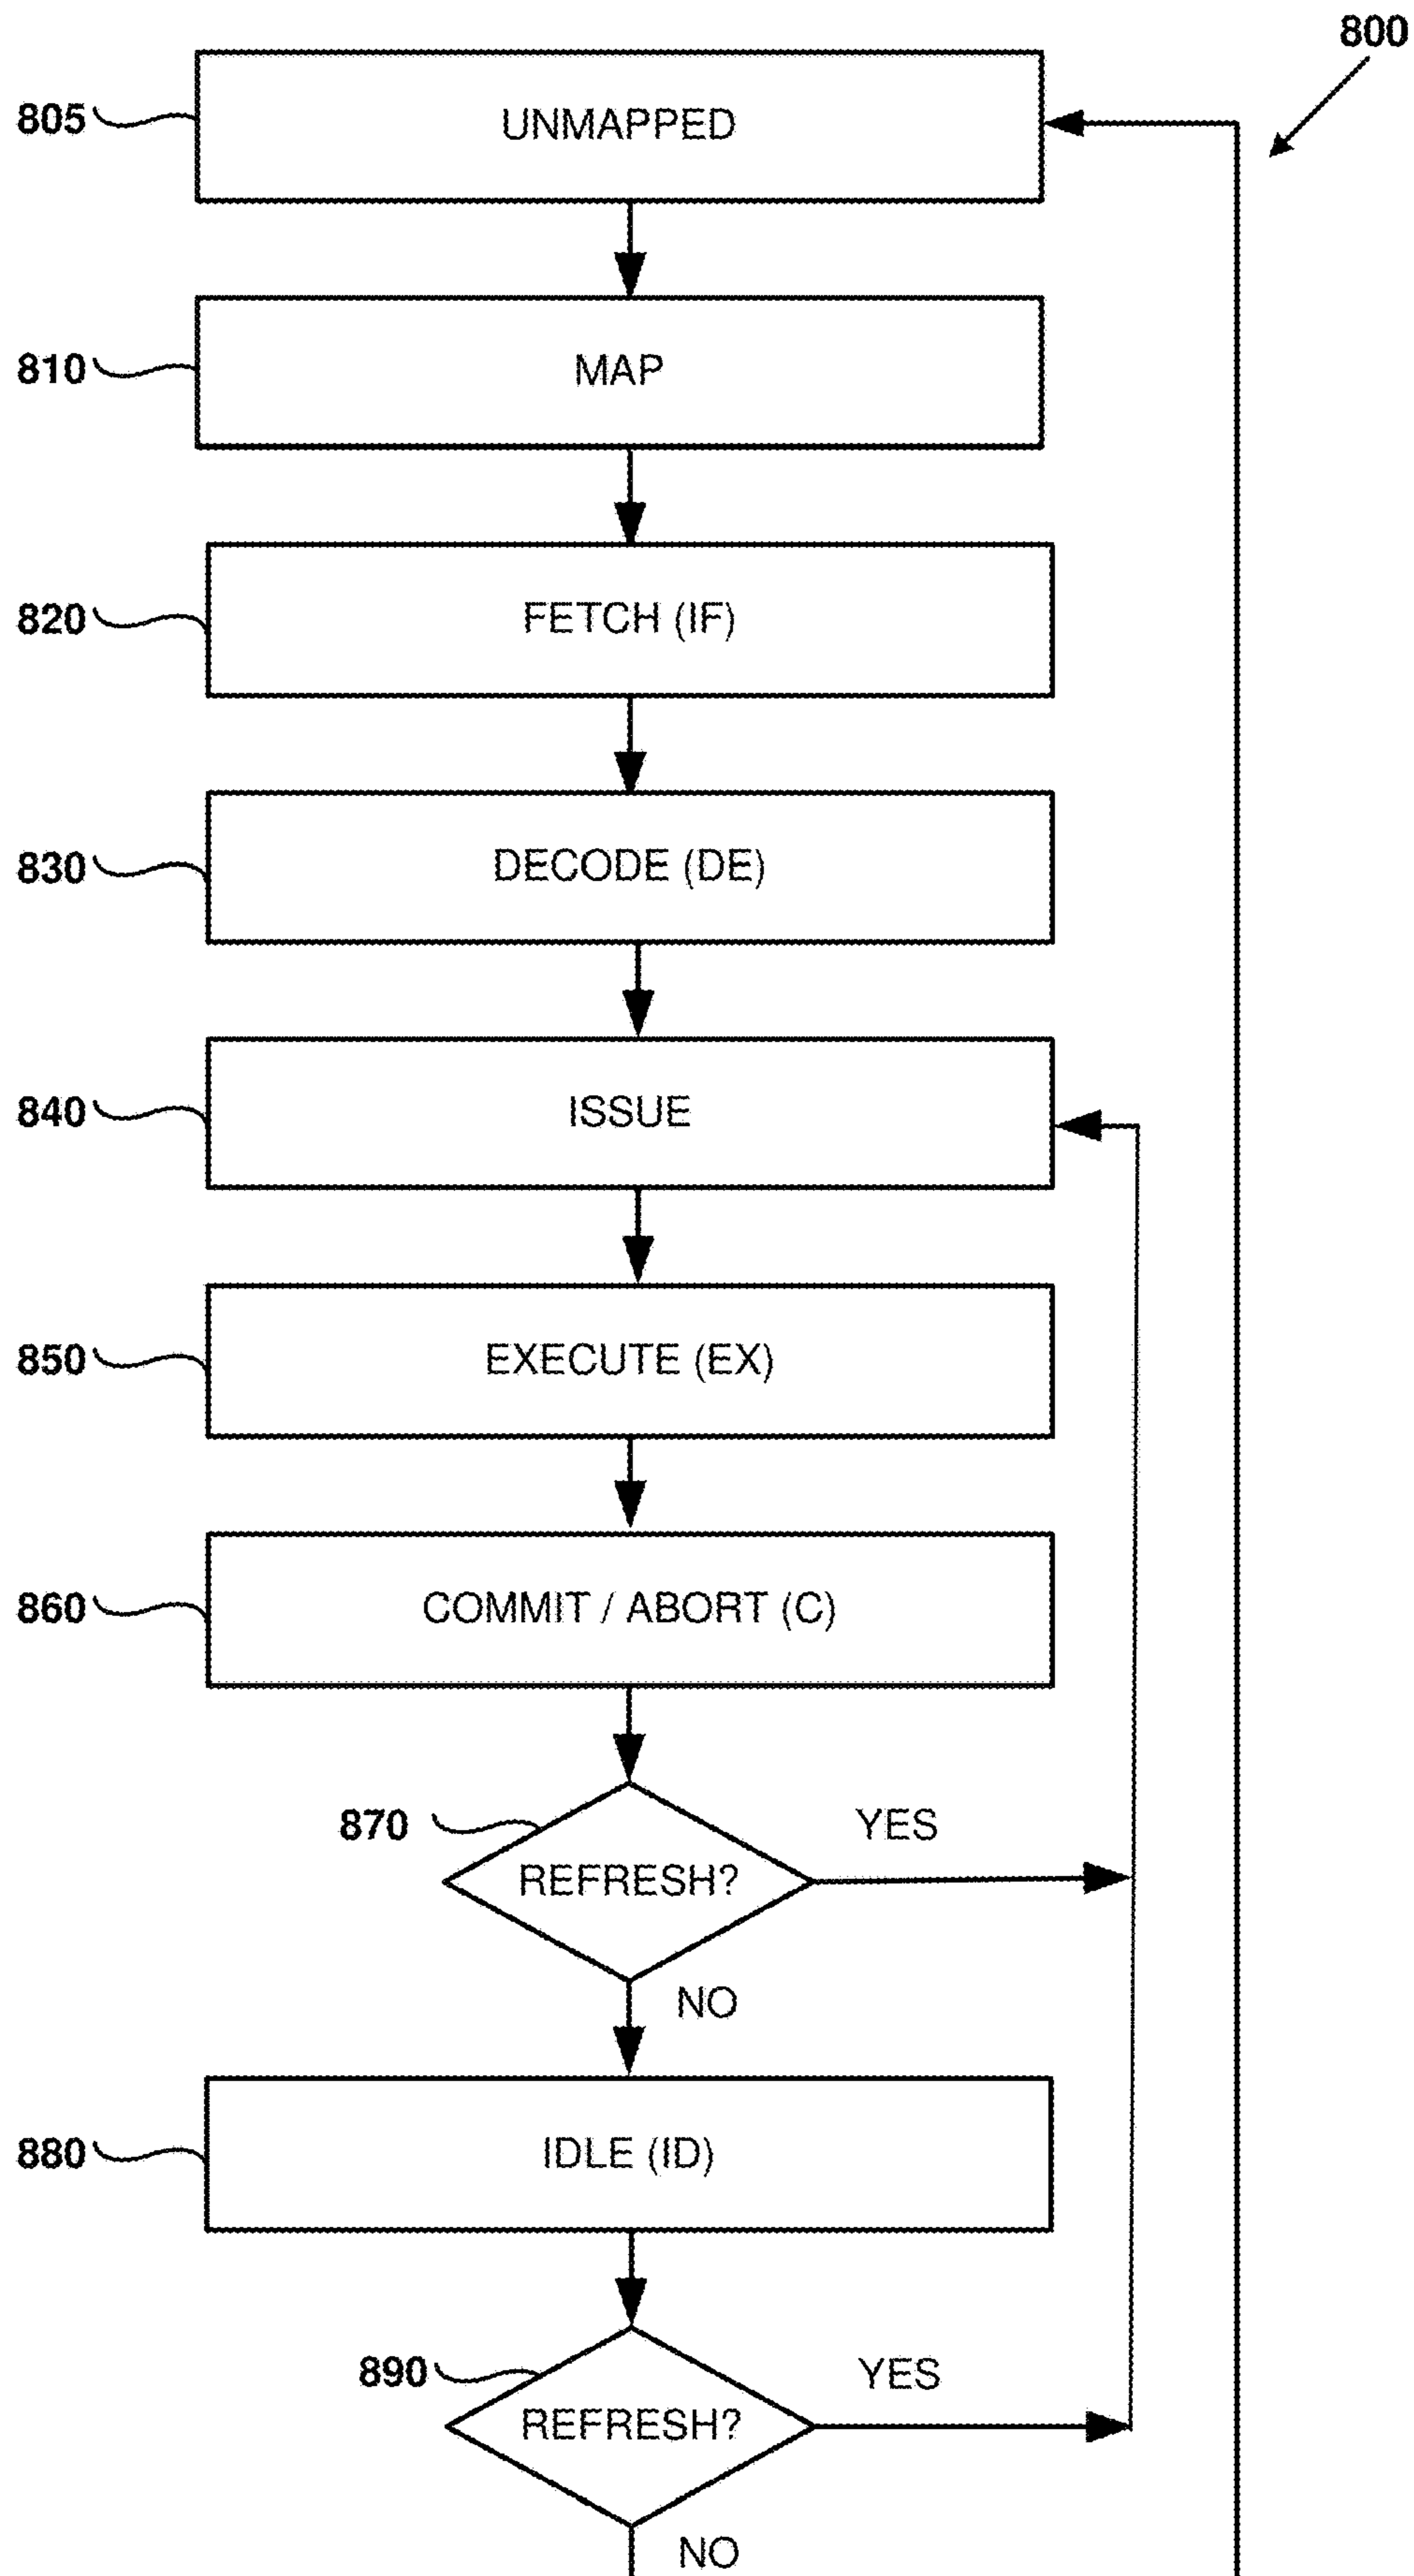 800
805 UNMAPPED
810 MAP
820 FETCH (IF)
830 DECODE (DE)
840 ISSUE
850 EXECUTE (EX)
860 COMMIT / ABORT (C)
870 YES
REFRESH?
NO
880 IDLE (ID)
890 YES
REFRESH?
NO